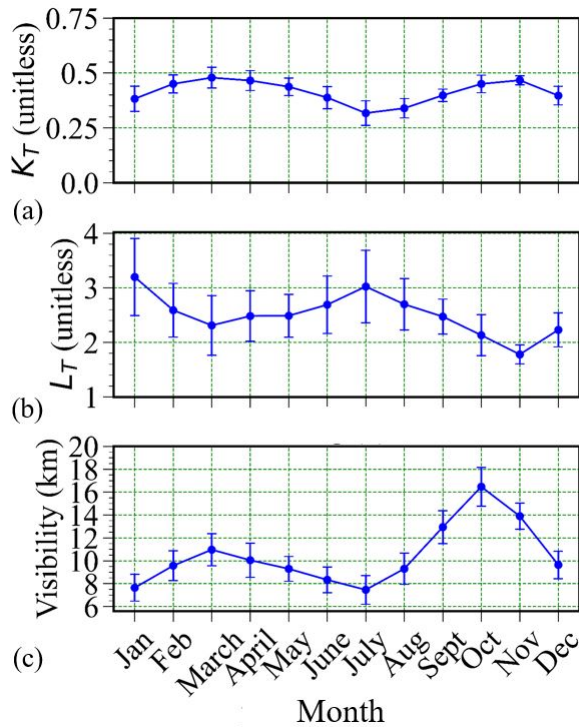 0.75
0.5
0.25
0.0
K_T (unitless)
(a)
4
3
2
1
L_T (unitless)
(b)
20
18
16
14
12
10
8
6
Visibility (km)
(c)
Jan Feb March April May June July Aug Sept Oct Nov Dec
Month